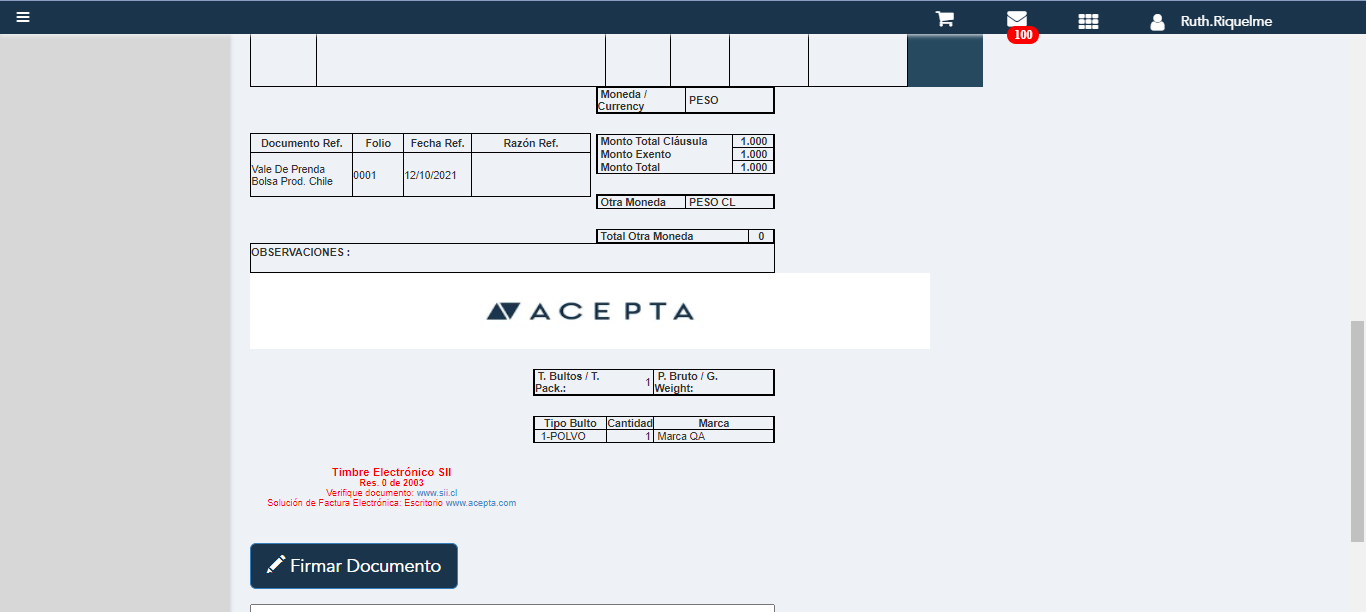 Ruth.Riquelme
100
Moneda /
Currency
PESO
Documento Ref. Folio Fecha Ref. Razón Ref.
Vale De Prenda
Bolsa Prod. Chile
0001 12/10/2021
Monto Total Cláusula 1.000
Monto Exento 1.000
Monto Total 1.000
Otra Moneda PESO CL
Total Otra Moneda 0
OBSERVACIONES :
ACEPTA
T. Bultos / T.
Pack.:
1
P. Bruto / G.
Weight:
Tipo Bulto Cantidad Marca
1-POLVO 1 Marca QA
Timbre Electrónico SII
Res. 0 de 2003
Verifique documento: www.sii.cl
Solución de Factura Electrónica: Escritorio www.acepta.com
Firmar Documento